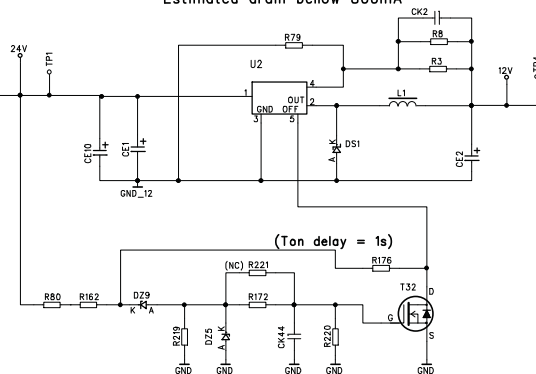 Estimated drain below 800mA
CK2
R8
R3
R79
24V
TP1
U2
1
4
OUT
2
GND
OFF
3
5
L1
12V
CE10
CE1
DS1
A K
CE2
GND_12
(Ton delay = 1s)
R176
(NC) R221
T32
D
G
S
R80
R162
DZ9
K A
R172
R219
DZ5
A K
CK44
R220
GND
GND
GND
GND
GND